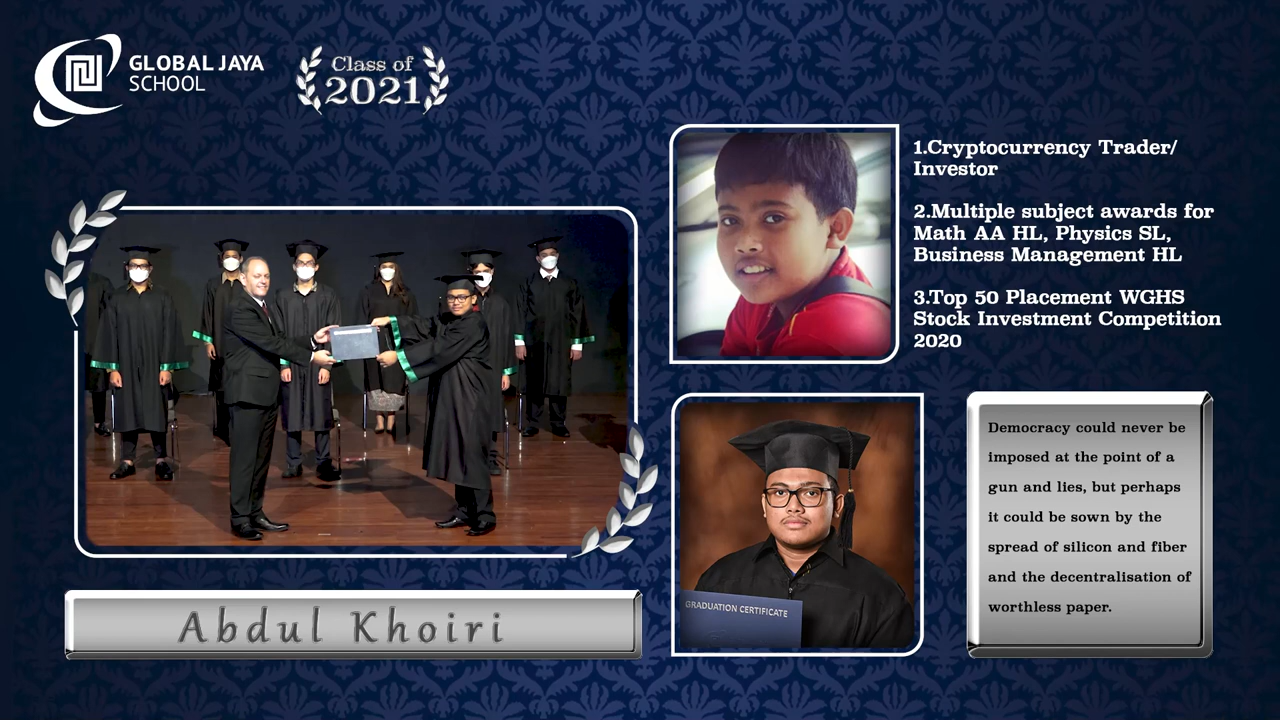 GLOBAL JAYA
SCHOOL
Class of
2021
1.Cryptocurrency Trader/
Investor
2.Multiple subject awards for
Math AA HL, Physics SL,
Business Management HL
3.Top 50 Placement WGHS
Stock Investment Competition
2020
Democracy could never be
imposed at the point of a
gun and lies, but perhaps
it could be sown by the
spread of silicon and fiber
and the decentralisation of
worthless paper.
GRADUATION CERTIFICATE
Abdul Khoiri